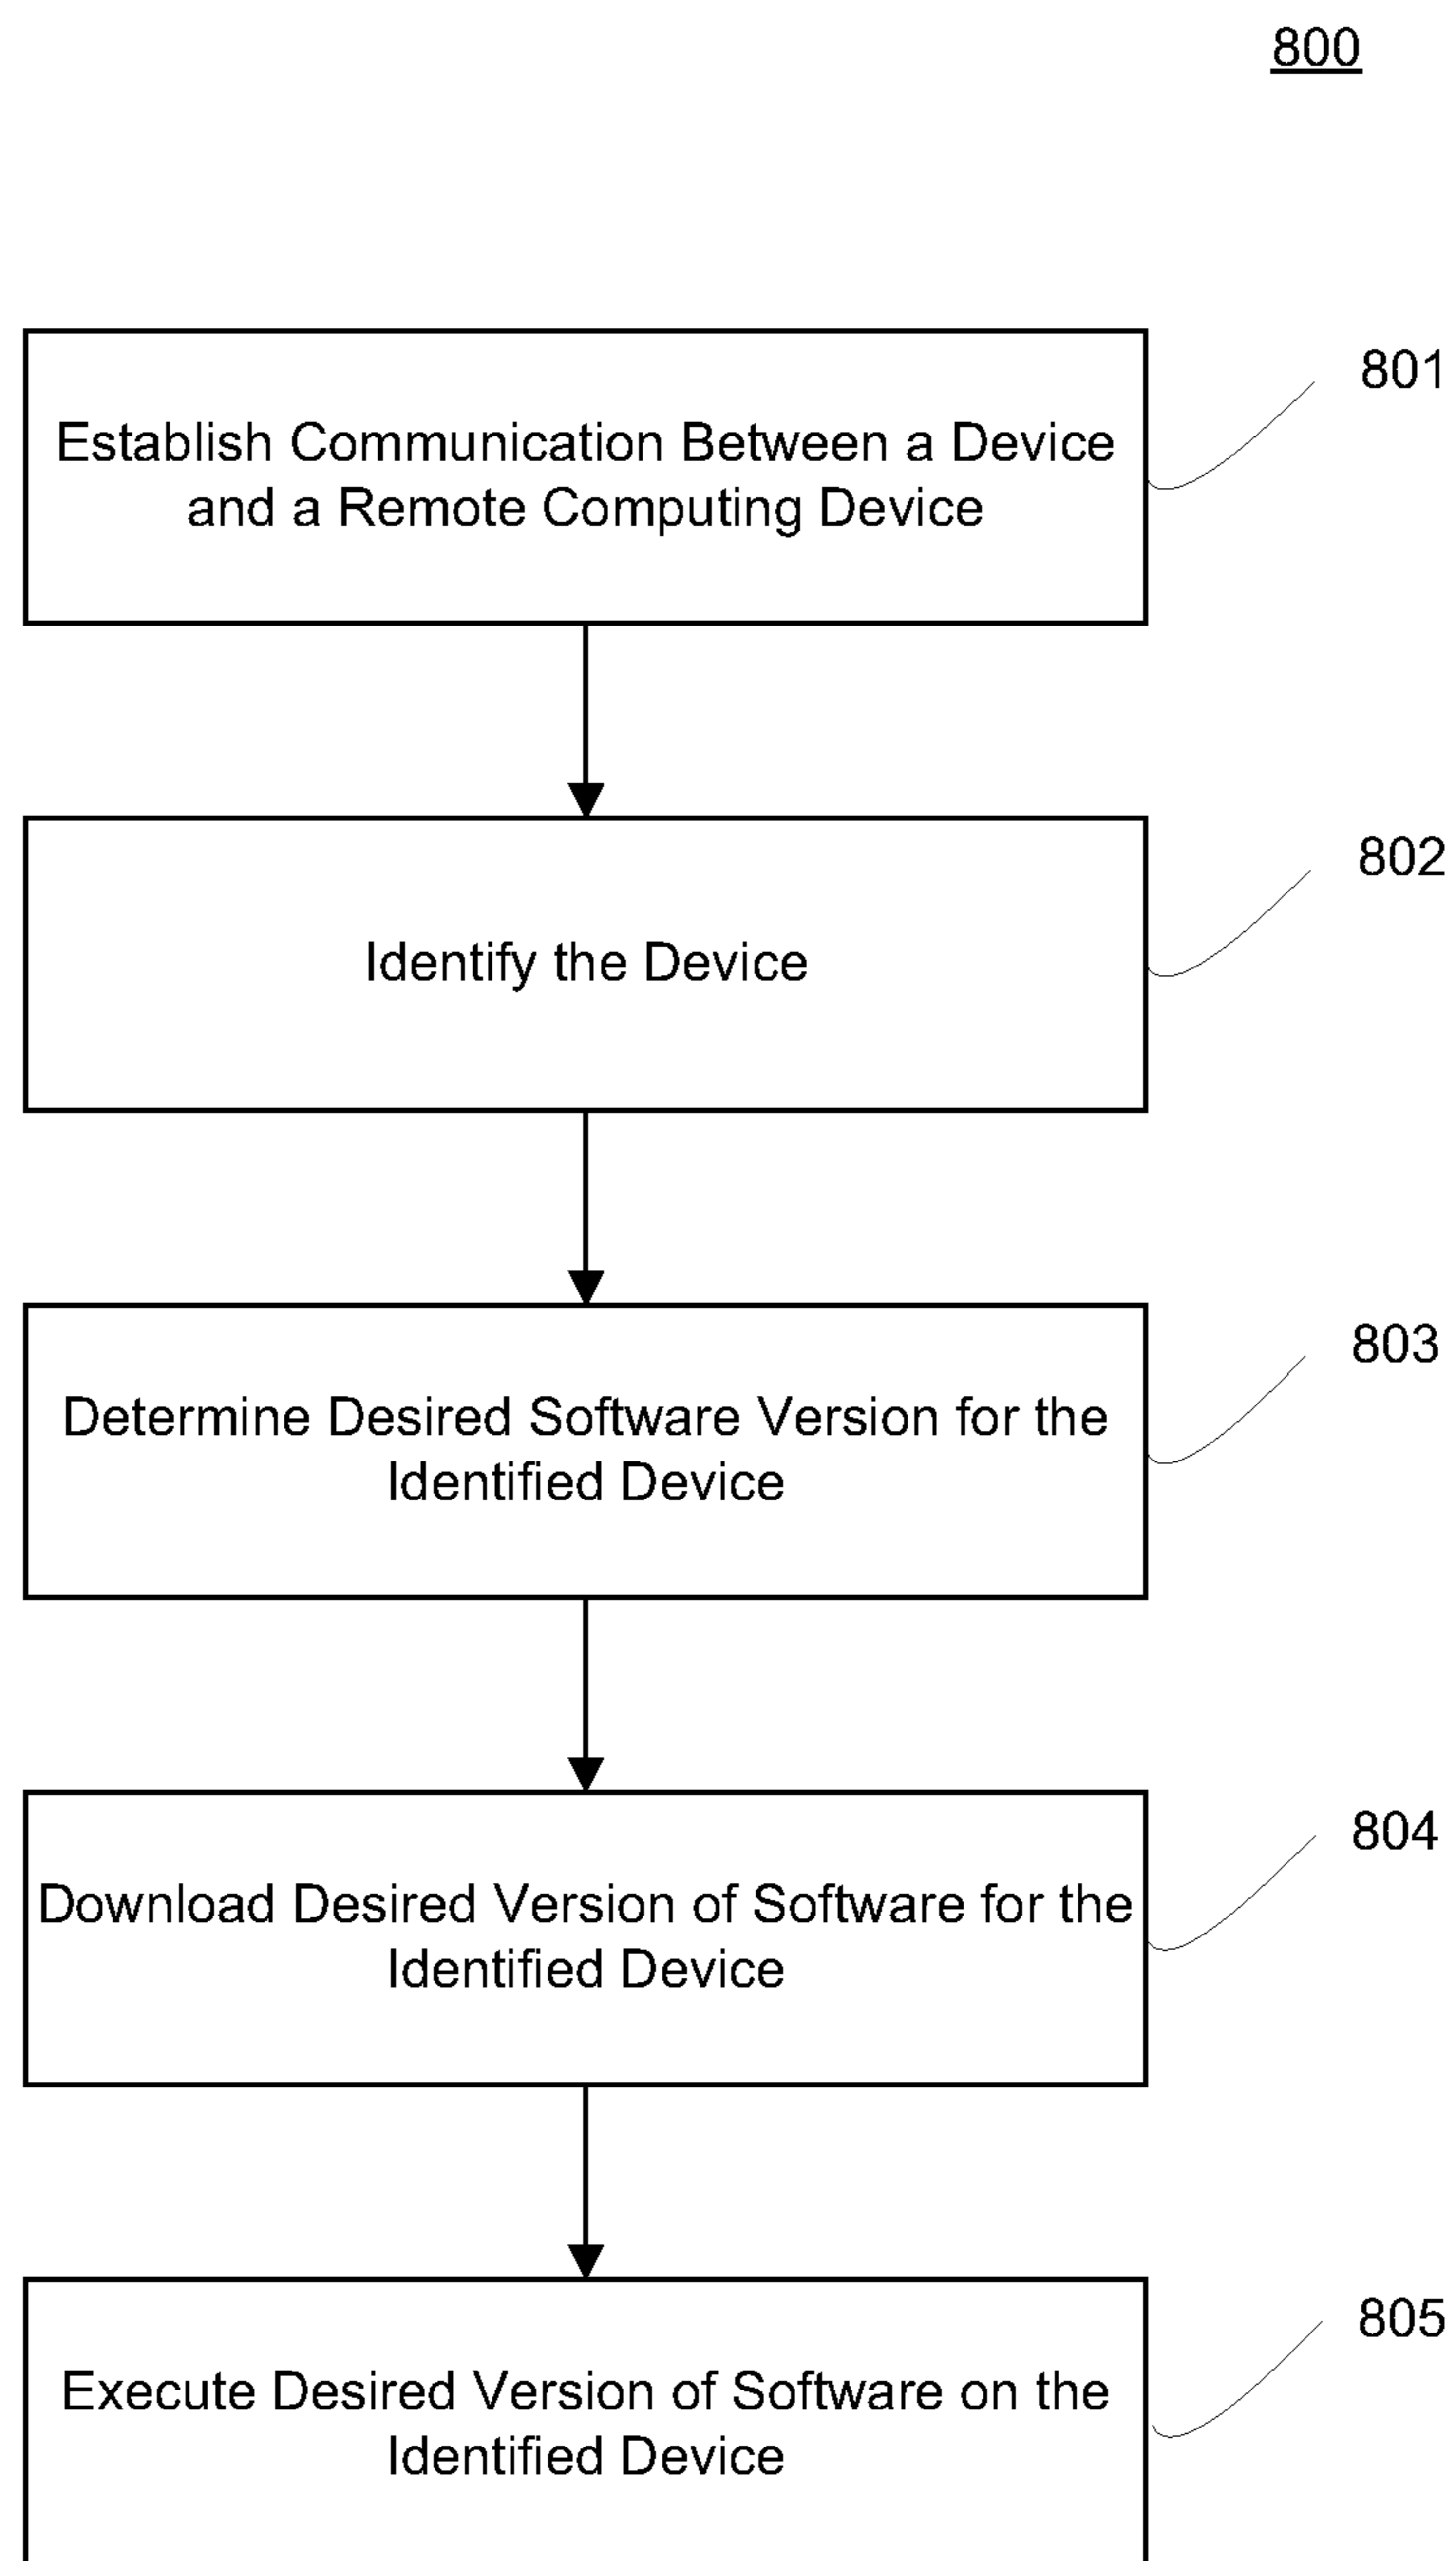 800
801
Establish Communication Between a Device
and a Remote Computing Device
802
Identify the Device
803
Determine Desired Software Version for the
Identified Device
804
Download Desired Version of Software for the
Identified Device
805
Execute Desired Version of Software on the
Identified Device